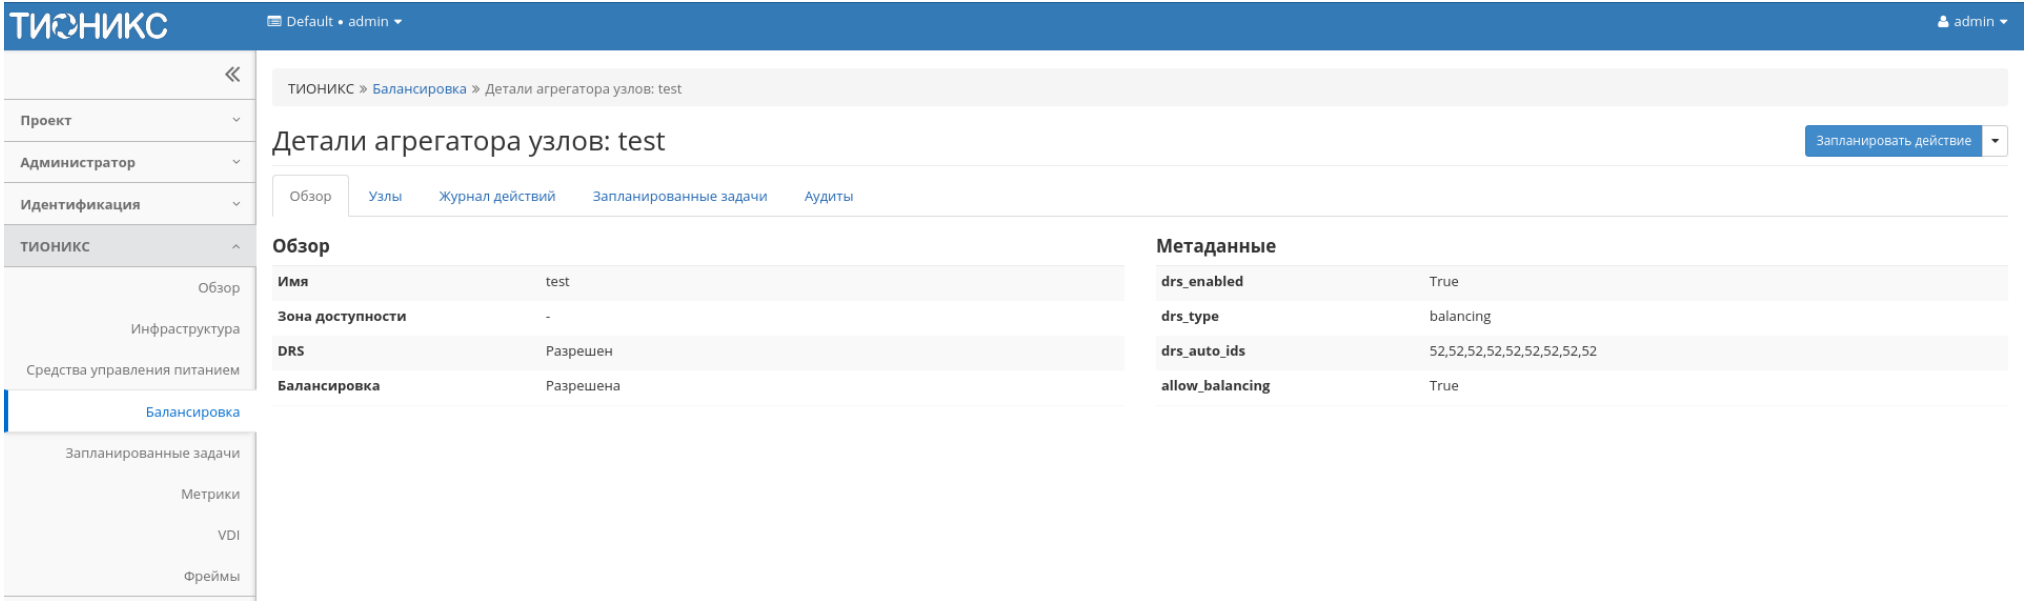 ТИОНИКС
Default • admin
admin
Проект
Администратор
Идентификация
ТИОНИКС
Обзор
Инфраструктура
Средства управления питанием
Балансировка
Запланированные задачи
Метрики
VDI
Фреймы
ТИОНИКС » Балансировка » Детали агрегатора узлов: test
Детали агрегатора узлов: test
Запланировать действие
Обзор Узлы Журнал действий Запланированные задачи Аудиты
Обзор
Имя test
Зона доступности -
DRS Разрешен
Балансировка Разрешена
Метаданные
drs_enabled True
drs_type balancing
drs_auto_ids 52,52,52,52,52,52,52,52,52
allow_balancing True